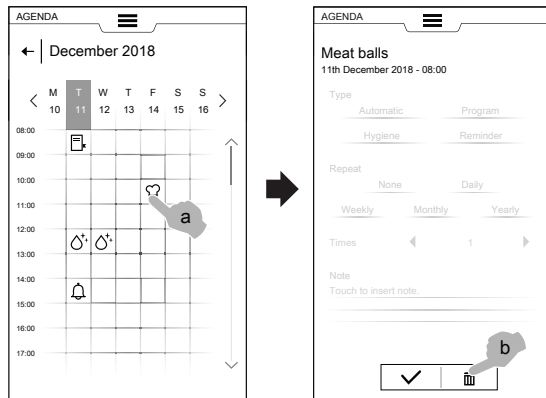 AGENDA
December 2018
M T W T F S S
10 11 12 13 14 15 16
08:00
09:00
10:00
11:00
12:00
13:00
14:00
15:00
16:00
17:00
a
AGENDA
Meat balls
11th December 2018 - 08:00
Type
Automatic Program
Hygiene Reminder
Repeat
None Daily
Weekly Monthly Yearly
Times 1
Note
Touch to insert note.
b